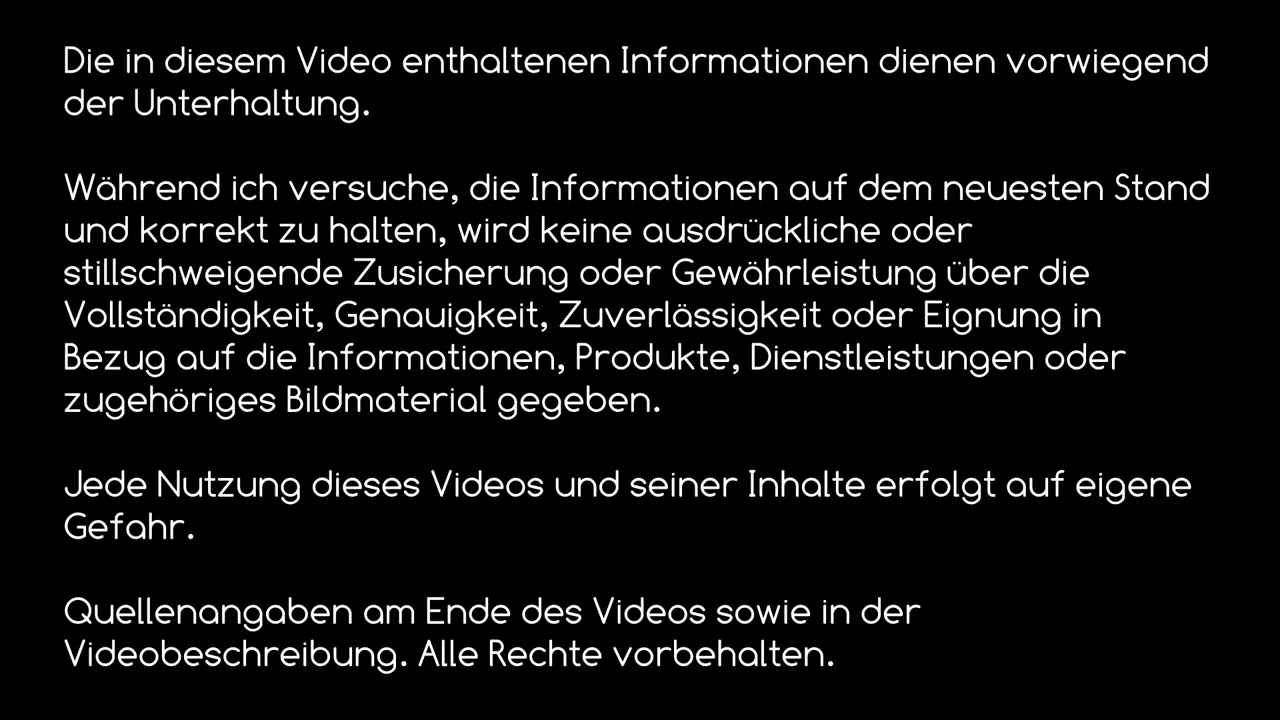 Die in diesem Video enthaltenen Informationen dienen vorwiegend
der Unterhaltung.
Während ich versuche, die Informationen auf dem neuesten Stand
und korrekt zu halten, wird keine ausdrückliche oder
stillschweigende Zusicherung oder Gewährleistung über die
Vollständigkeit, Genauigkeit, Zuverlässigkeit oder Eignung in
Bezug auf die Informationen, Produkte, Dienstleistungen oder
zugehöriges Bildmaterial gegeben.
Jede Nutzung dieses Videos und seiner Inhalte erfolgt auf eigene
Gefahr.
Quellenangaben am Ende des Videos sowie in der
Videobeschreibung. Alle Rechte vorbehalten.